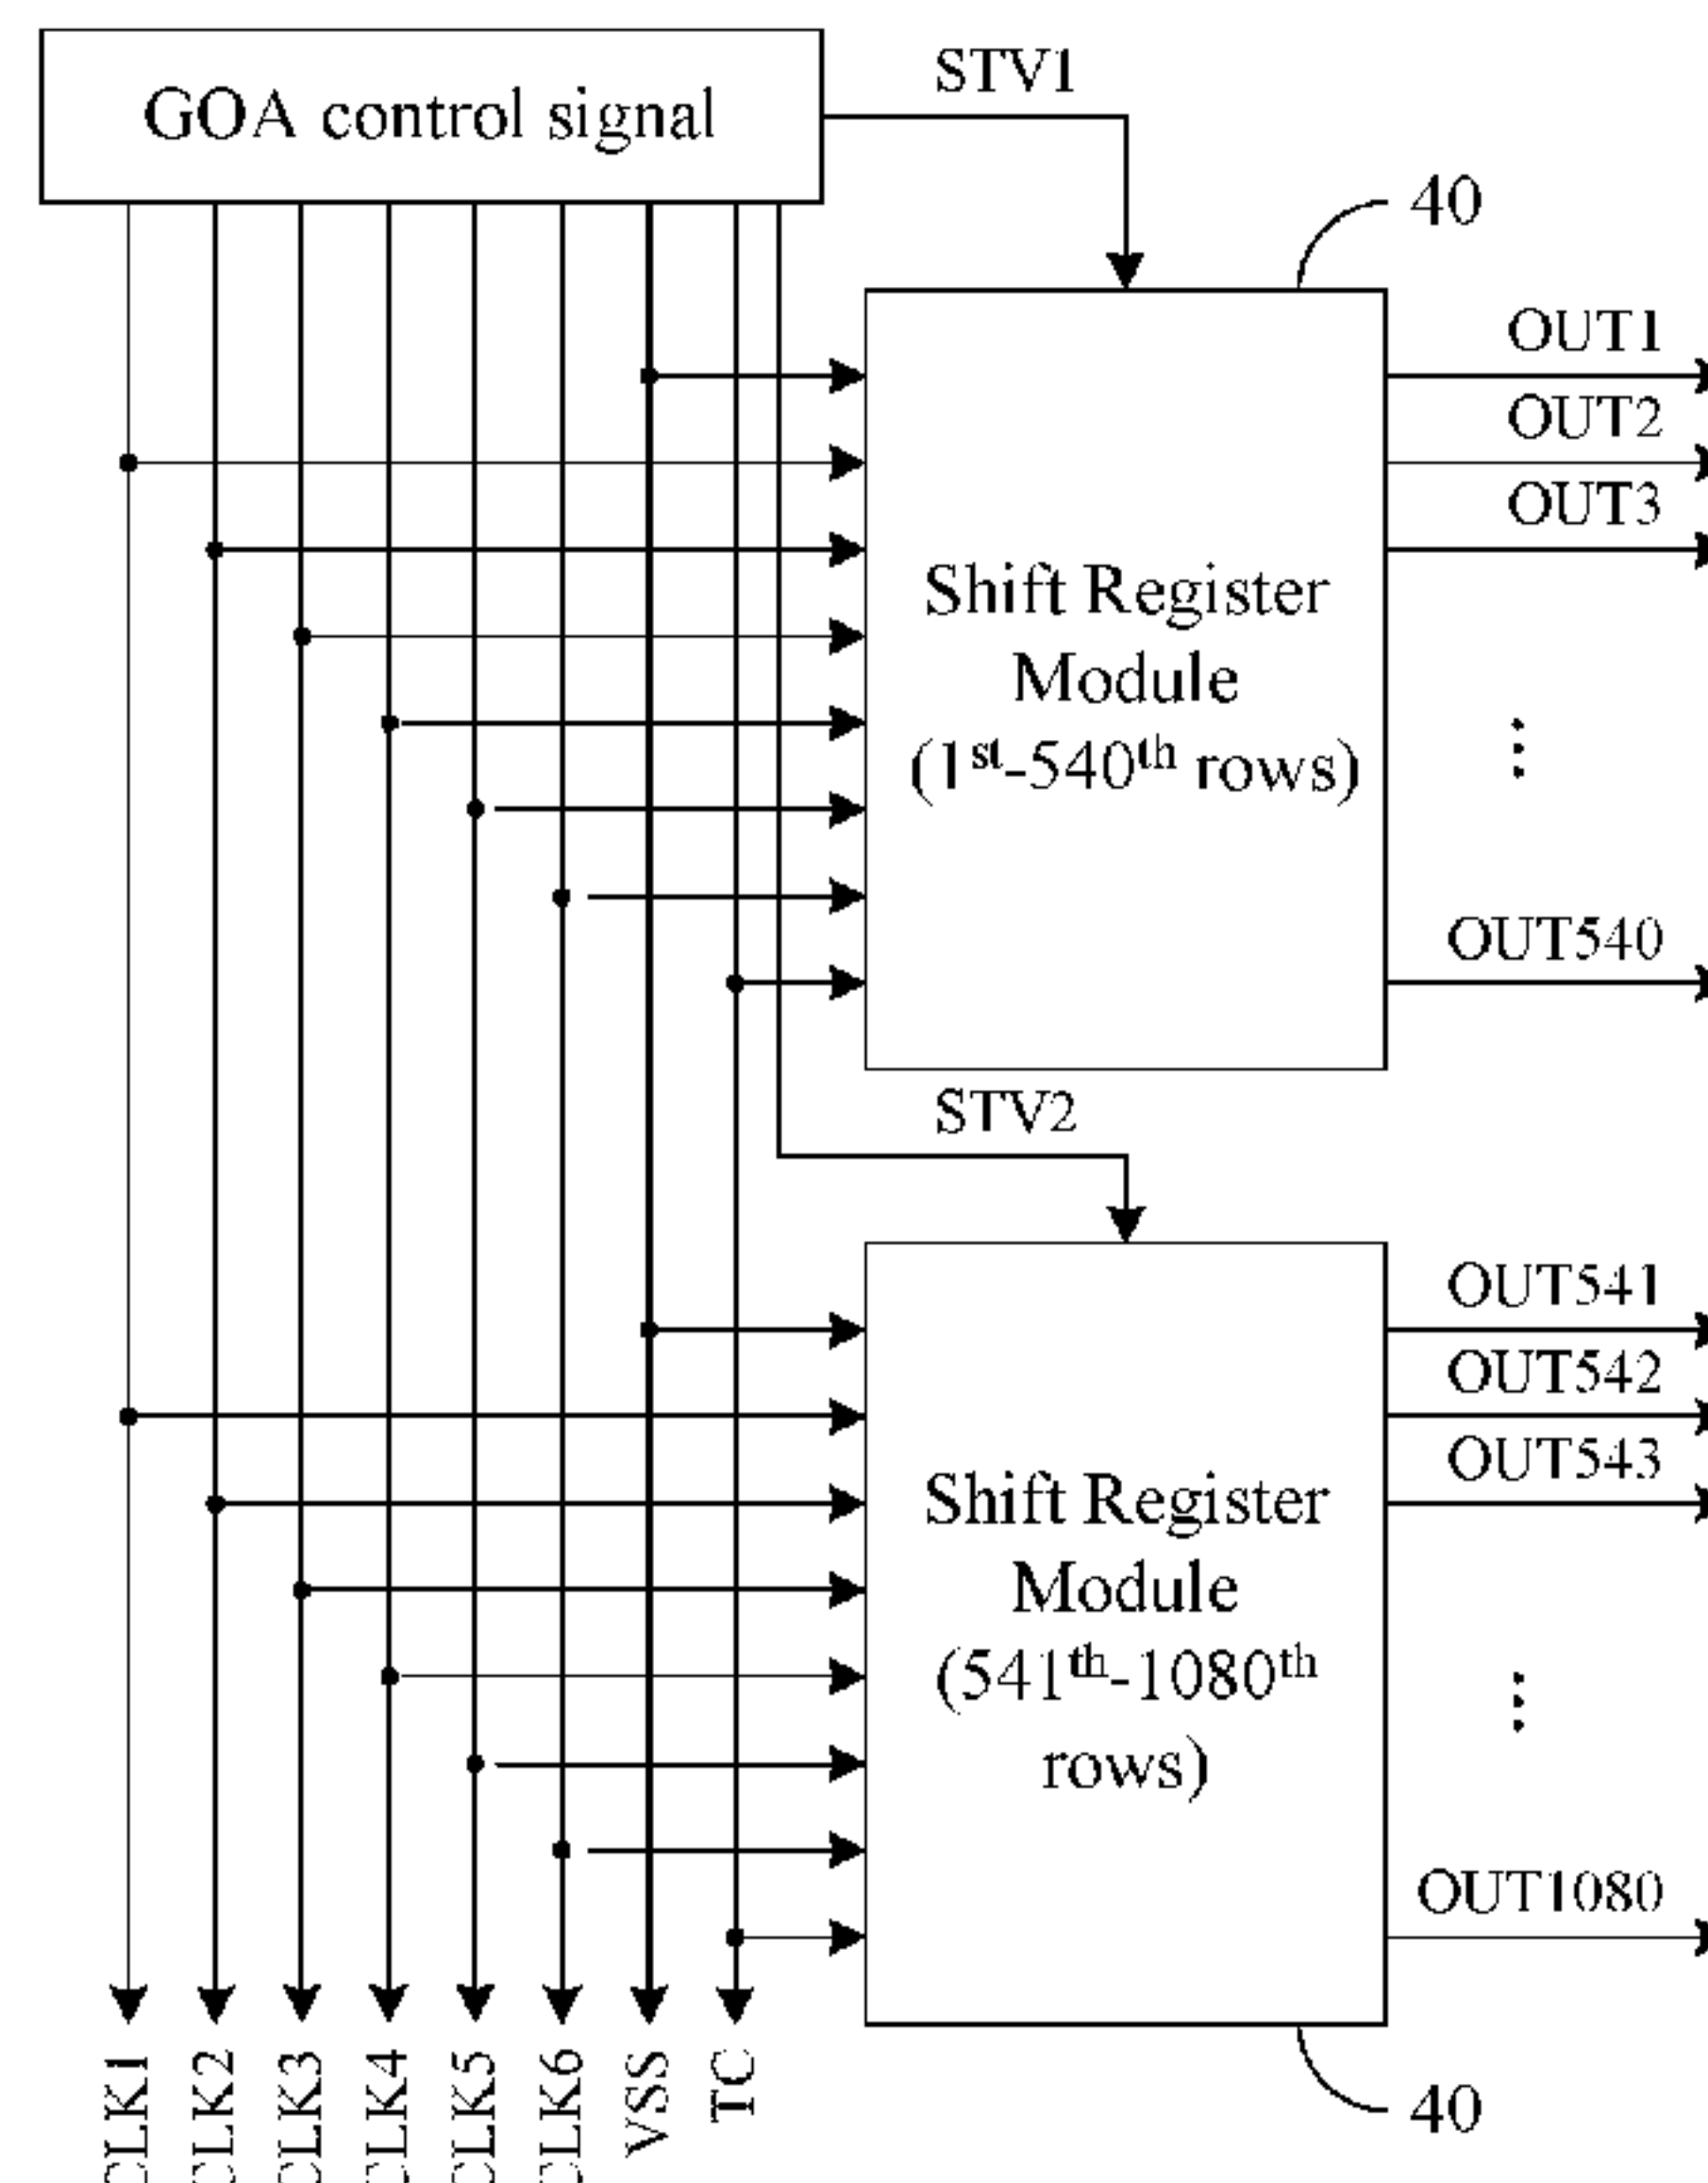 GOA control signal
STV1
40
OUT1
OUT2
OUT3
Shift Register
Module
(1st-540th rows)
⋮
OUT540
STV2
OUT541
OUT542
OUT543
Shift Register
Module
(541th-1080th
rows)
⋮
OUT1080
CLK1
CLK2
CLK3
CLK4
CLK5
CLK6
VSS
TC
40